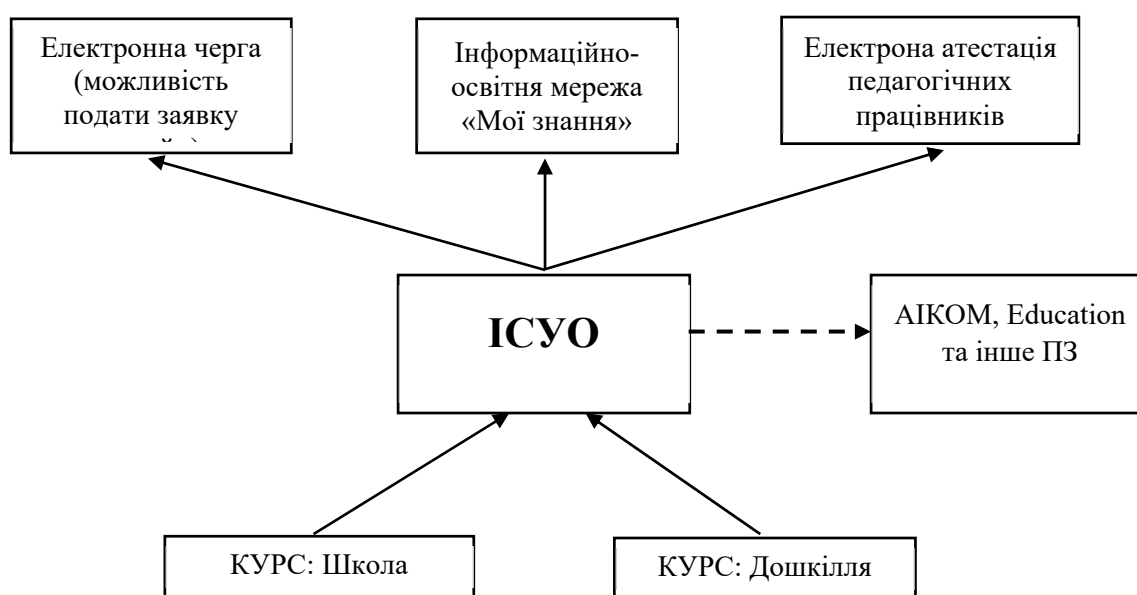 Електронна черга
(можливість
подати заявку
Інформаційно-
освітня мережа
«Мої знання»
Електрона атестація
педагогічних
працівників
ІСУО
АІКОМ, Education
та інше ПЗ
КУРС: Школа
КУРС: Дошкілля